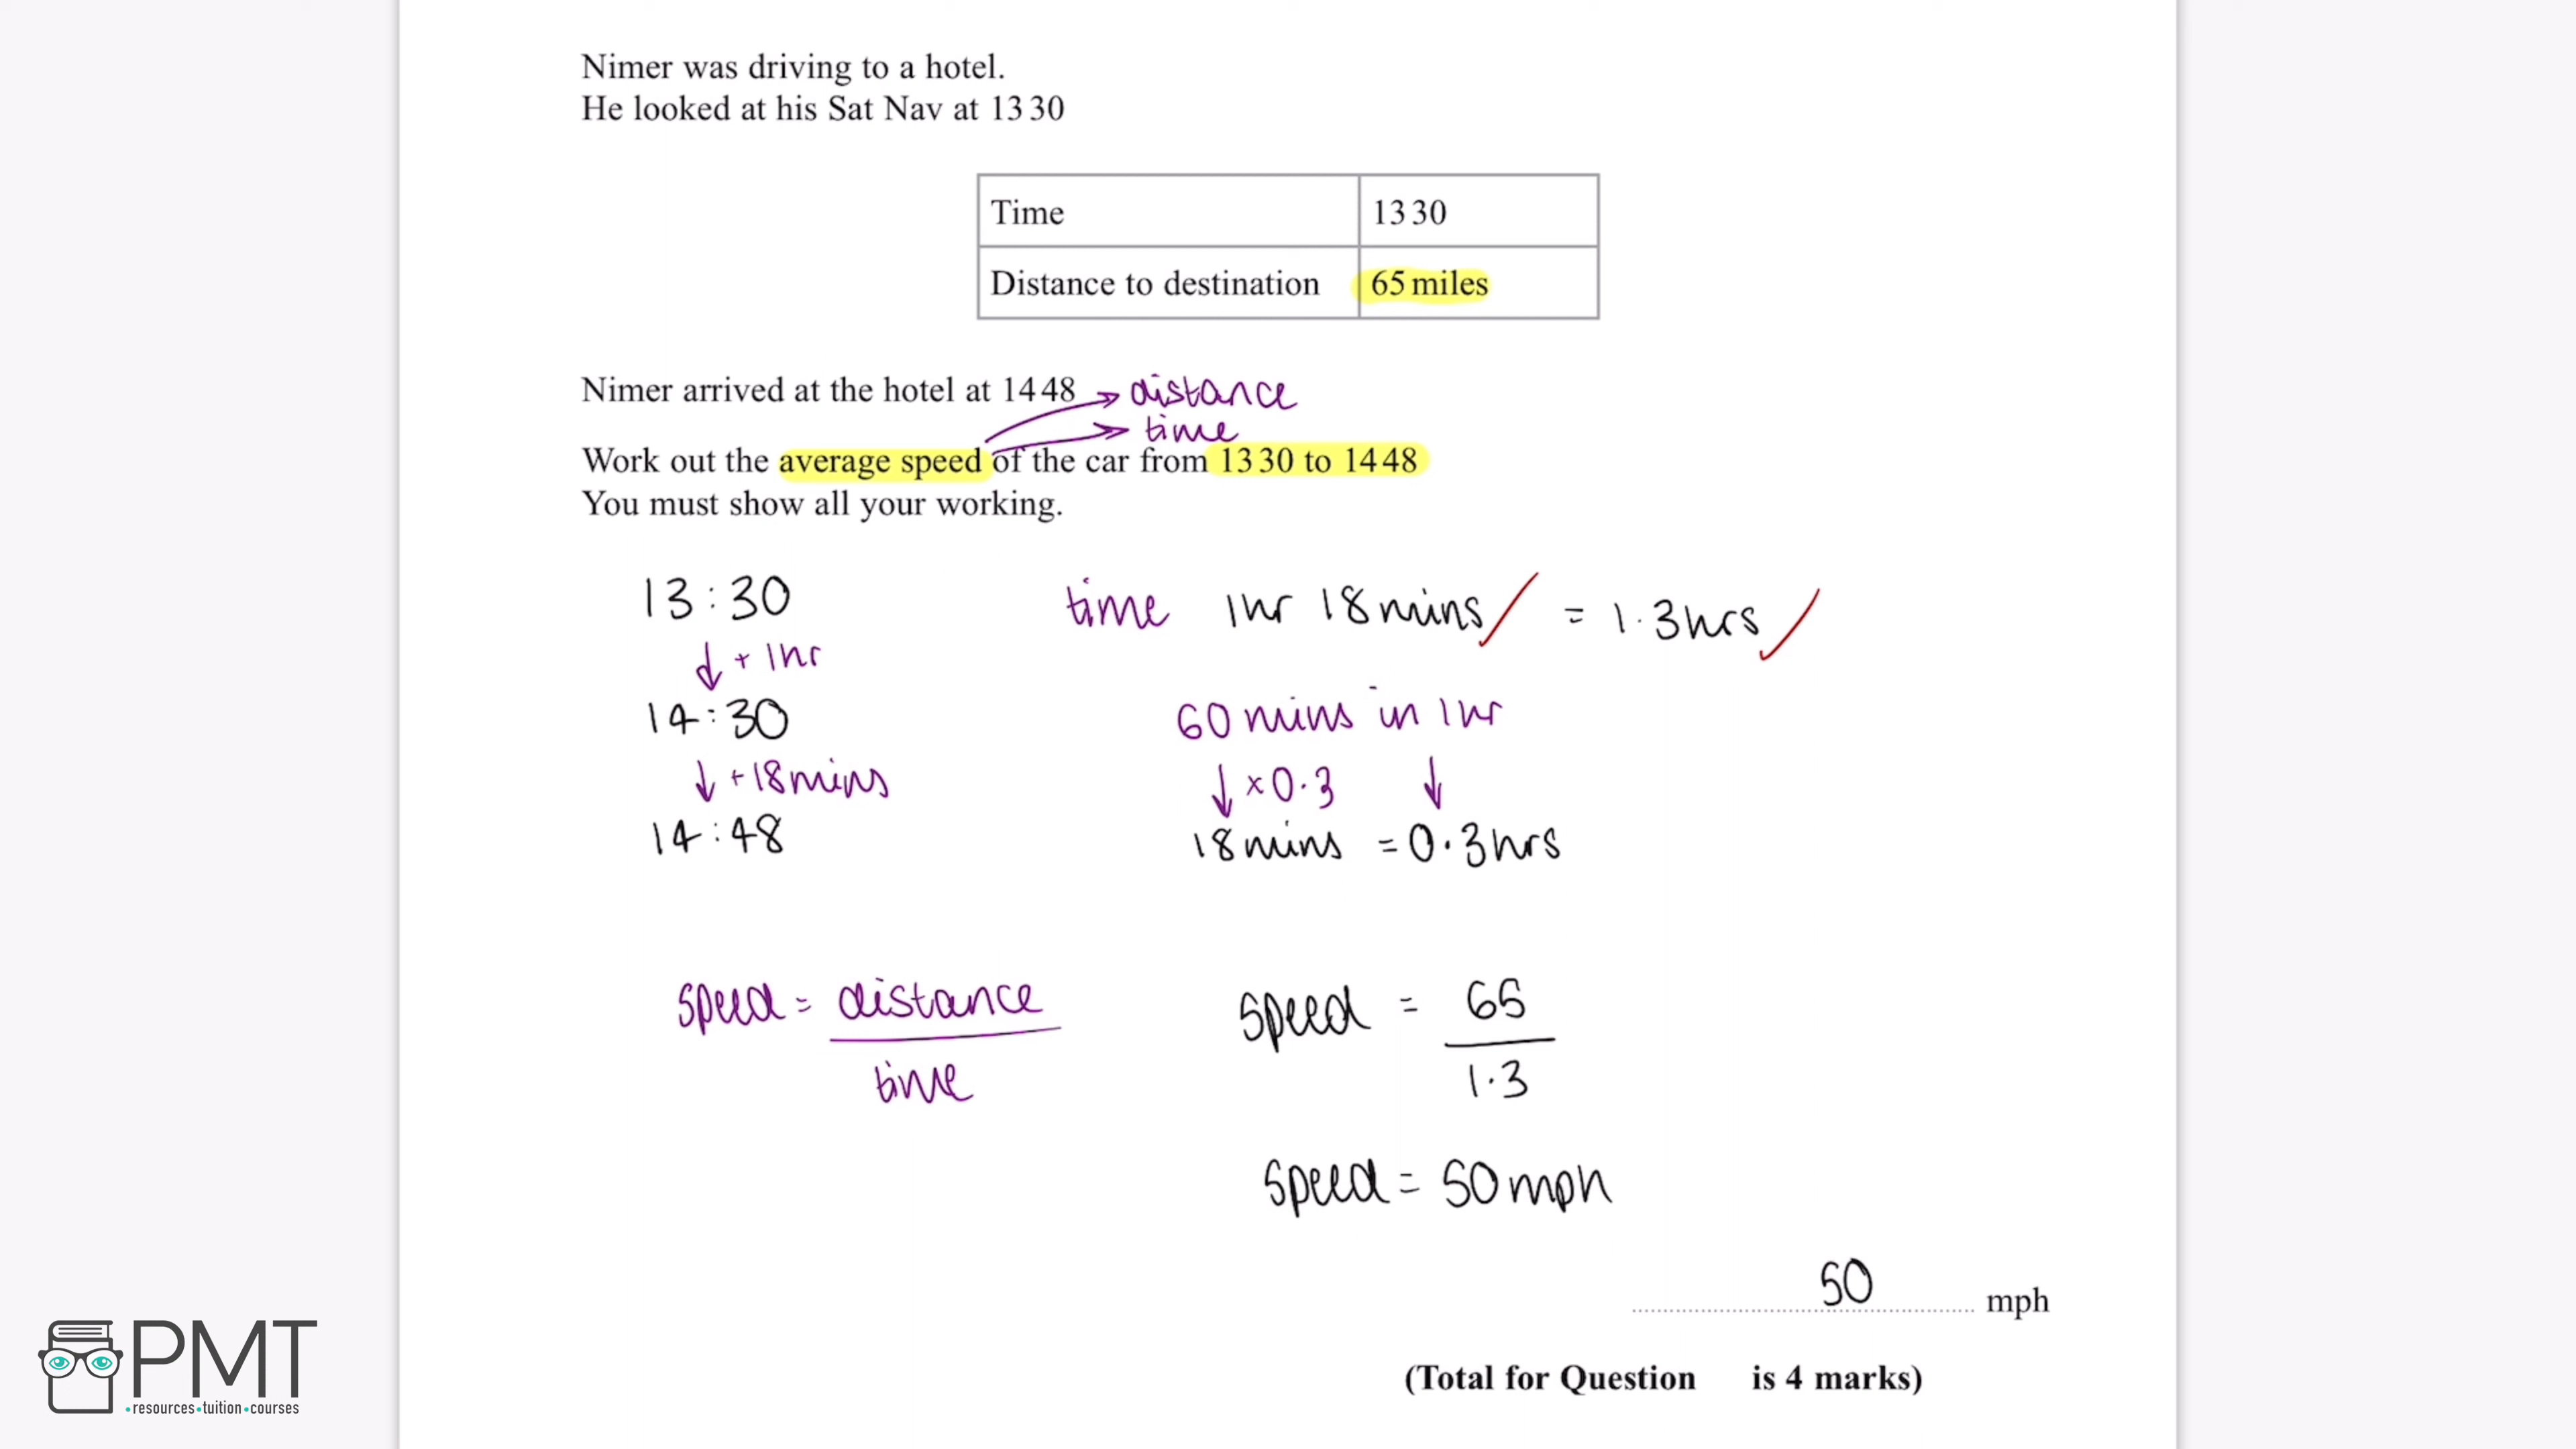 Nimer was driving to a hotel.
He looked at his Sat Nav at 13 30
Time 13 30
Distance to destination 65 miles
Nimer arrived at the hotel at 14 48 → distance
→ time
Work out the average speed of the car from 13 30 to 14 48
You must show all your working.
13:30
↓ + 1hr
14:30
↓ +18mins
14:48
time 1hr 18mins = 1.3hrs
60 mins in 1hr
↓ ×0.3 ↓
18mins = 0.3hrs
speed = distance
time
speed = 65
1.3
speed = 50mph
50 mph
(Total for Question is 4 marks)
PMT
•resources•tuition•courses